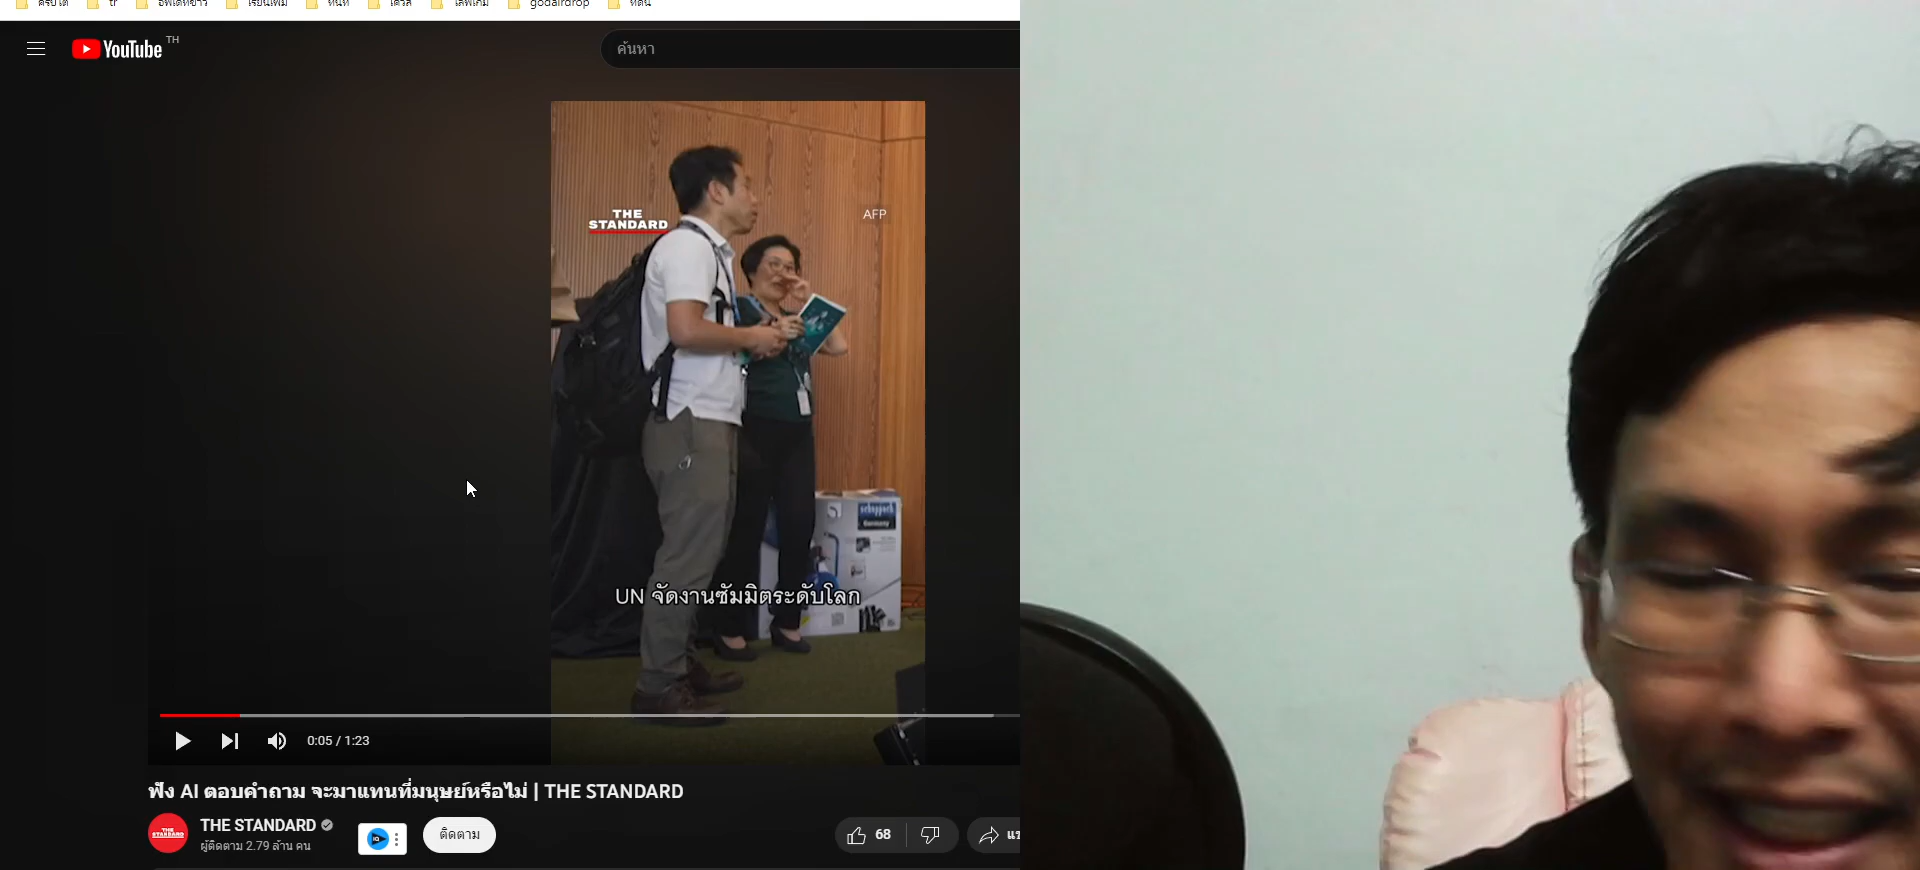 tr
godairdrop
YouTube TH
ค้นหา
THE
STANDARD
AFP
UN จัดงานซัมมิตระดับโลก
0:05 / 1:23
ฟัง AI ตอบคำถาม จะมาแทนที่มนุษย์หรือไม่ | THE STANDARD
THE STANDARD
ผู้ติดตาม 2.79 ล้าน คน
ติดตาม
68